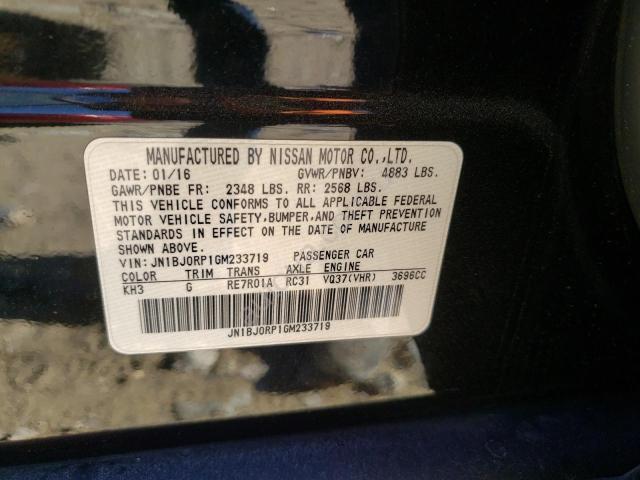 MANUFACTURED BY NISSAN MOTOR CO.,LTD.
DATE: 01/16 GVWR/PNBV: 4883 LBS.
GAWR/PNBE FR: 2348 LBS. RR: 2568 LBS.
THIS VEHICLE CONFORMS TO ALL APPLICABLE FEDERAL
MOTOR VEHICLE SAFETY,BUMPER,AND THEFT PREVENTION
STANDARDS IN EFFECT ON THE DATE OF MANUFACTURE
SHOWN ABOVE.
VIN: JN1BJ0RP1GM233719 PASSENGER CAR
COLOR TRIM TRANS AXLE ENGINE
KH3 G RE7R01A RC31 VQ37(VHR) 3696CC
JN1BJ0RP1GM233719